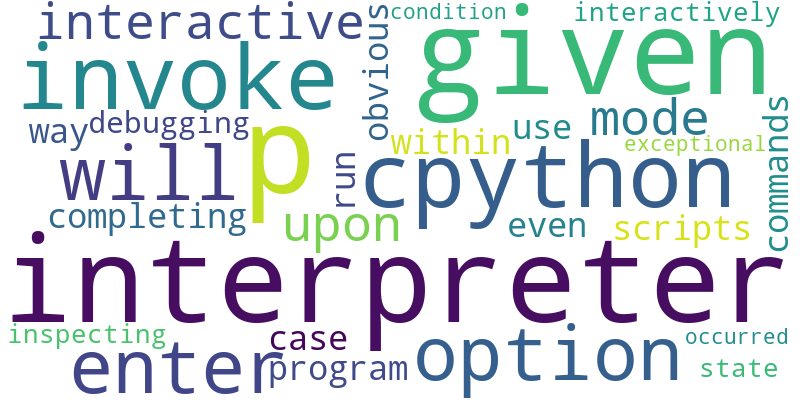 interactive
condition
interactively
given
invoke
obvious
way
debugging
p
within
use
mode
exceptional
commands
will
run
cpython
completing
upon
even
scripts
interpreter
inspecting
case
option
occurred
enter
program
state